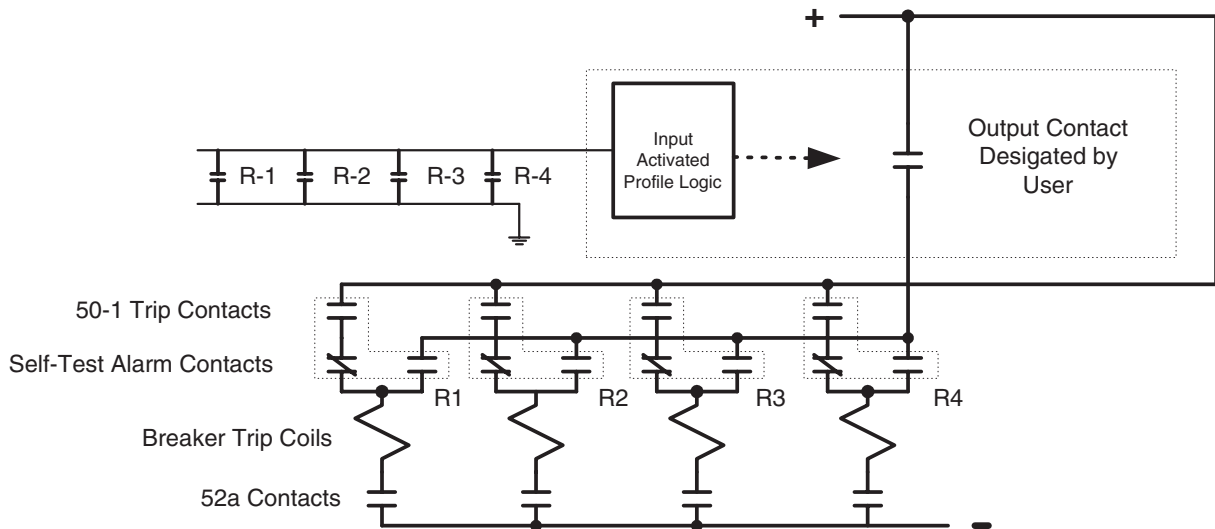 +
Input
Activated
Profile Logic
Output Contact
Desigated by
User
R-1
R-2
R-3
R-4
50-1 Trip Contacts
Self-Test Alarm Contacts
R1
R2
R3
R4
Breaker Trip Coils
52a Contacts
-